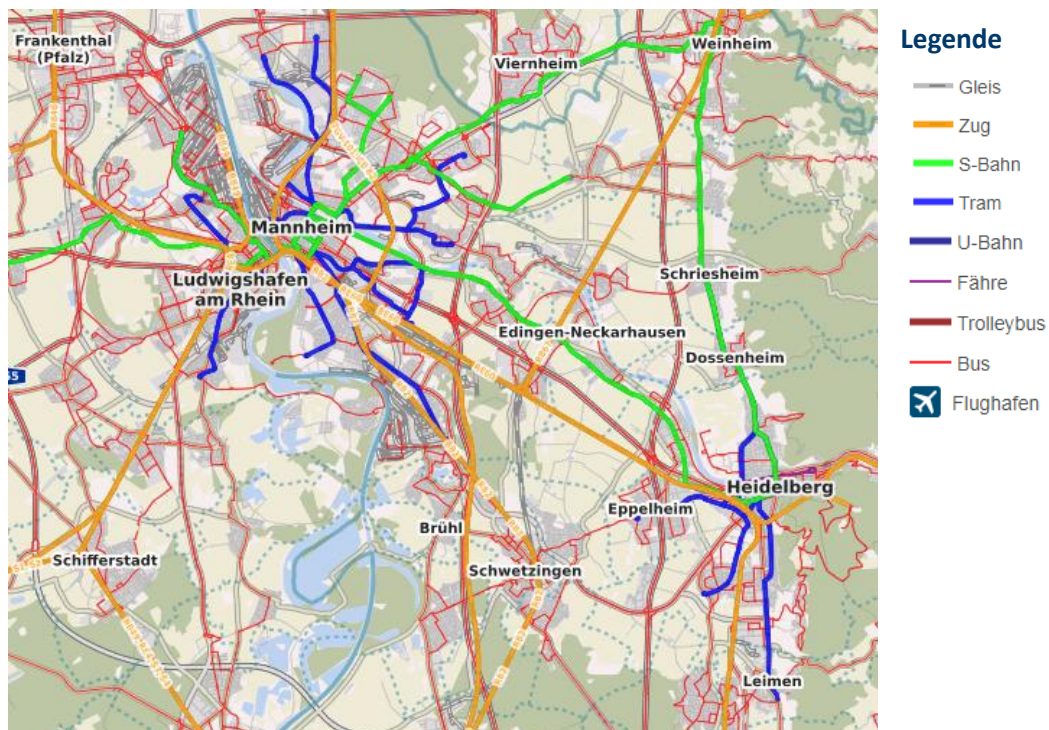 Frankenthal
(Pfalz)
Viernheim
Weinheim
Mannheim
Ludwigshafen
am Rhein
Schriesheim
Edingen-Neckarhausen
Dossenheim
Heidelberg
Eppelheim
Brühl
Schifferstadt
Schwetzingen
Leimen
Legende
Gleis
Zug
S-Bahn
Tram
U-Bahn
Fähre
Trolleybus
Bus
Flughafen